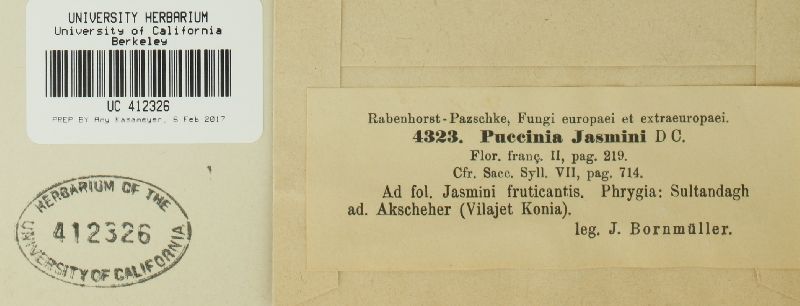 UNIVERSITY HERBARIUM
University of California
Berkeley
UC 412326
PREP BY Amy Kasameyer, 6 Feb 2017
HERBARIUM OF THE
412326
UNIVERSITY OF CALIFORNIA
Rabenhorst-Pazschke, Fungi europaei et extraeuropaei.
4323. Puccinia Jasmini DC.
Flor. franç. II, pag. 219.
Cfr. Sacc. Syll. VII, pag. 714.
Ad fol. Jasmini fruticantis. Phrygia: Sultandagh
ad. Akscheher (Vilajet Konia).
leg. J. Bornmüller.